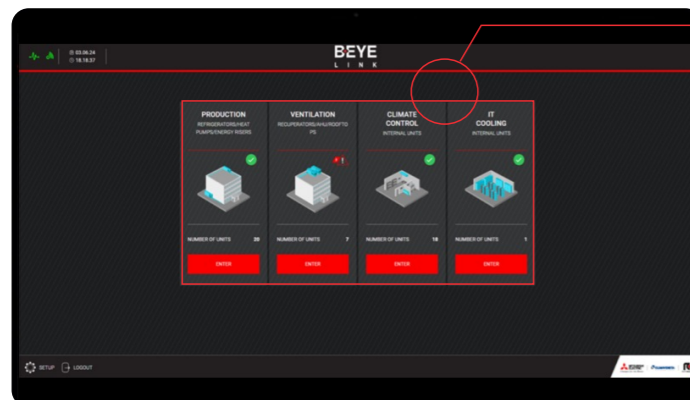 03.06.24
18.16.37
BEYE
LINK
PRODUCTION
REFRIGERATORS/HEAT
PUMPS/ENERGY RISERS
VENTILATION
RECUPERATORS/AHU/ROOFTO
PS
CLIMATE
CONTROL
INTERNAL UNITS
IT
COOLING
INTERNAL UNITS
1
NUMBER OF UNITS 20
NUMBER OF UNITS 7
NUMBER OF UNITS 18
NUMBER OF UNITS 1
ENTER
ENTER
ENTER
ENTER
SETUP
LOGOUT